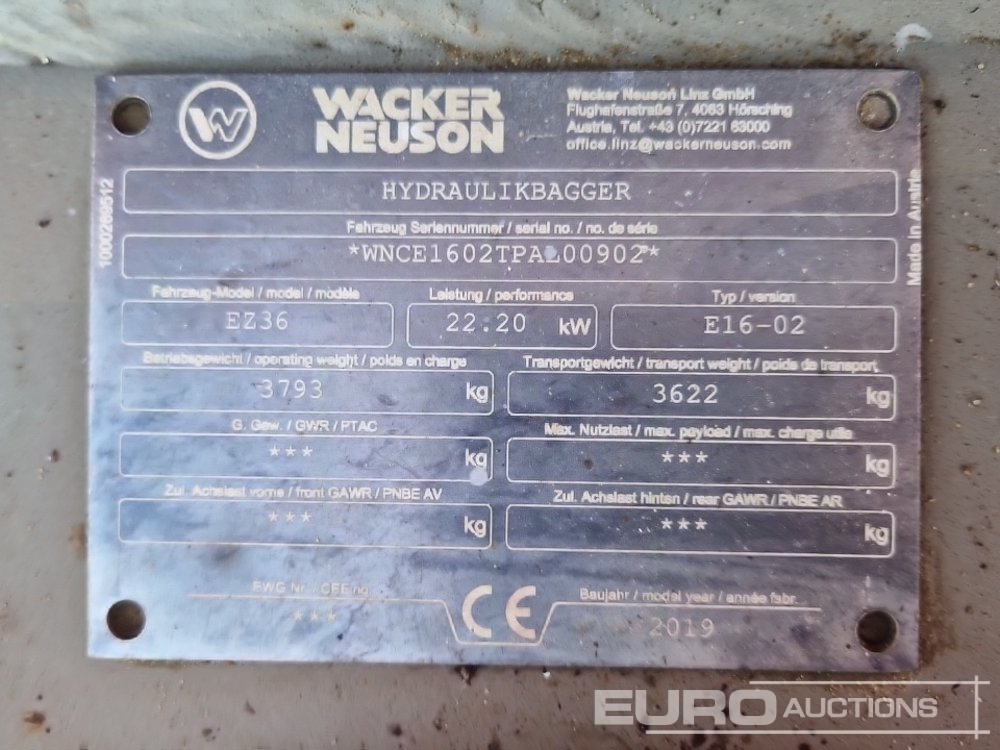 W
WACKER
NEUSON
Wacker Neuson Linz GmbH
Flughafenstraße 7, 4063 Hörsching
Austria, Tel. +43 (0)7221 63000
office.linz@wackerneuson.com
HYDRAULIKBAGGER
Fahrzeug Seriennummer / serial no. / no. de série
*WNCE1602TPAL00902*
Fahrzeug-Model / model / modèle
EZ36
Leistung / performance
22.20 kW
Typ / version
E16-02
Betriebsgewicht / operating weight / poids en charge
3793 kg
Transportgewicht / transport weight / poids de transport
3622 kg
G. Gew. / GWR / PTAC
*** kg
Max. Nutzlast / max. payload / max. charge utile
*** kg
Zul. Achslast vorne / front GAWR / PNBE AV
*** kg
Zul. Achslast hinten / rear GAWR / PNBE AR
*** kg
EWG Nr. / CEE no.
***
CE
Baujahr / model year / année fabr.
2019
Made in Austria
EURO AUCTIONS